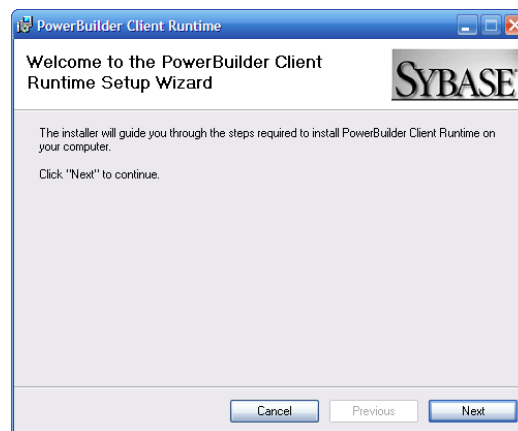 PowerBuilder Client Runtime
Welcome to the PowerBuilder Client
Runtime Setup Wizard
SYBASE
The installer will guide you through the steps required to install PowerBuilder Client Runtime on
your computer.
Click "Next" to continue.
Cancel
Previous
Next